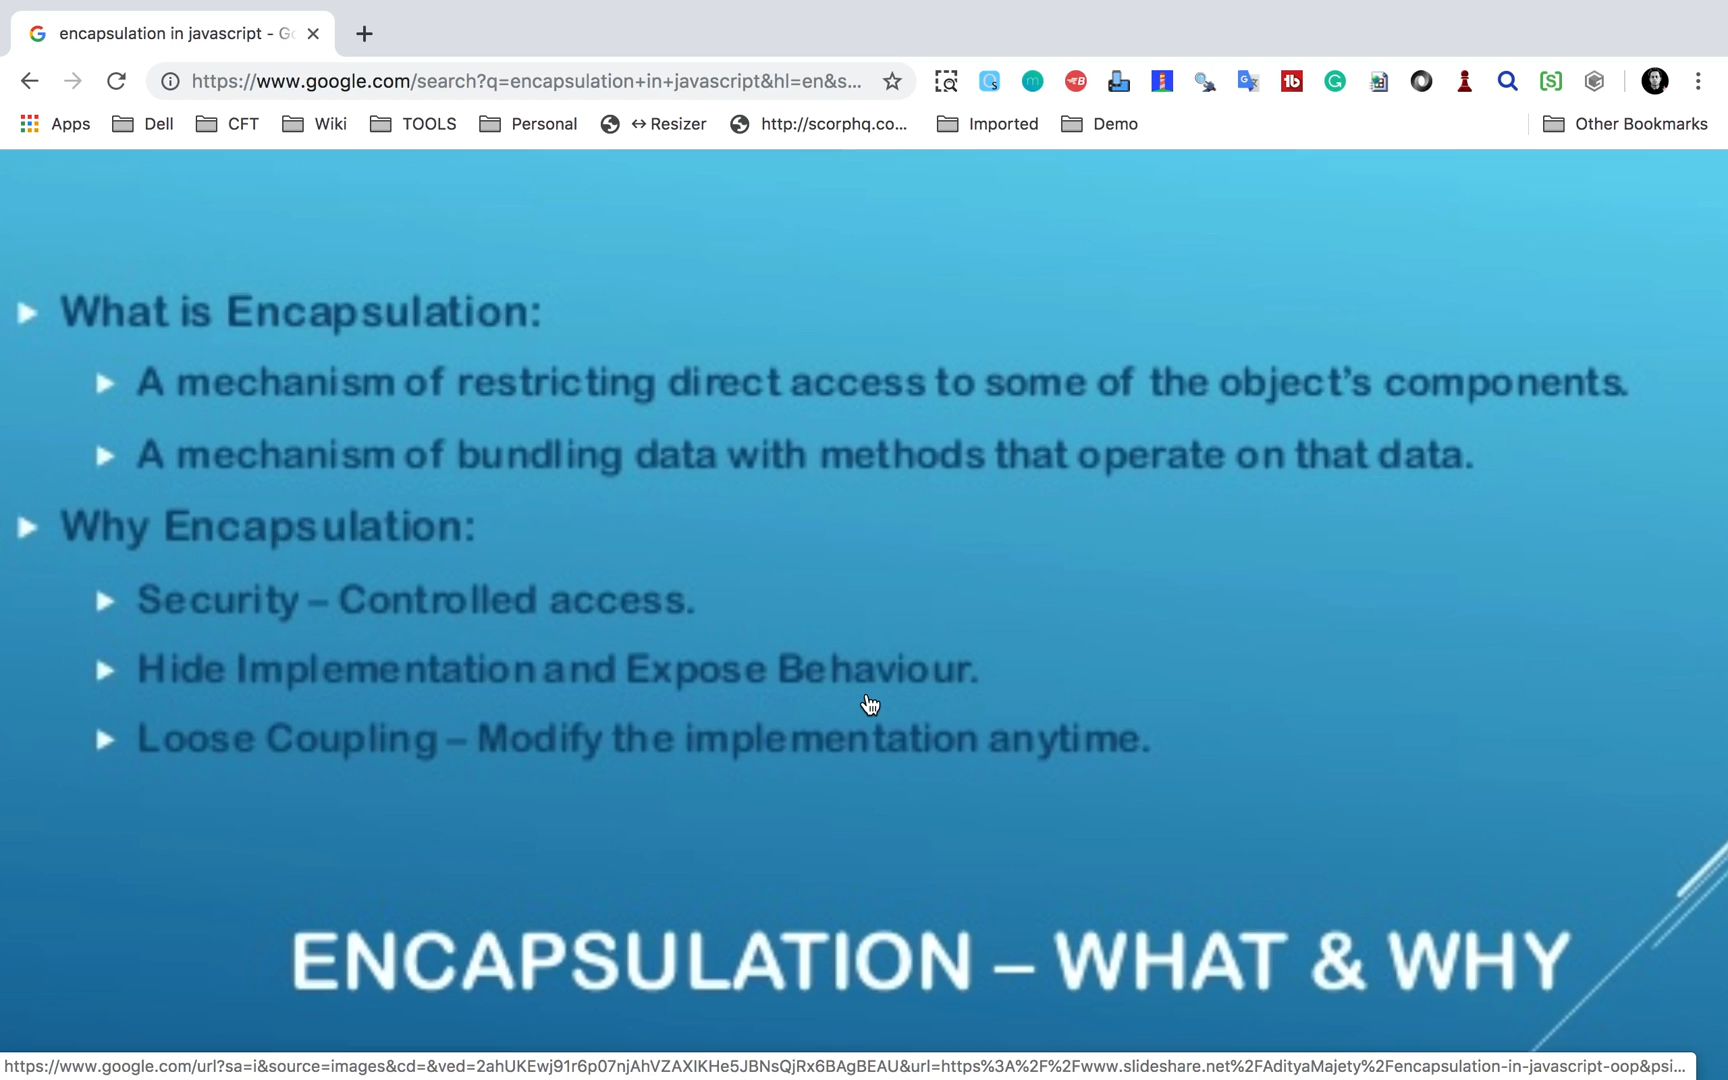 encapsulation in javascript - Go
https://www.google.com/search?q=encapsulation+in+javascript&hl=en&s...
Apps Dell CFT Wiki TOOLS Personal ↔Resizer http://scorphq.co... Imported Demo Other Bookmarks
What is Encapsulation:
A mechanism of restricting direct access to some of the object's components.
A mechanism of bundling data with methods that operate on that data.
Why Encapsulation:
Security – Controlled access.
Hide Implementation and Expose Behaviour.
Loose Coupling – Modify the implementation anytime.
ENCAPSULATION – WHAT & WHY
https://www.google.com/url?sa=i&source=images&cd=&ved=2ahUKEwj91r6p07njAhVZAXIKHe5JBNsQjRx6BAgBEAU&url=https%3A%2F%2Fwww.slideshare.net%2FAdityaMajety%2Fencapsulation-in-javascript-oop&psi...